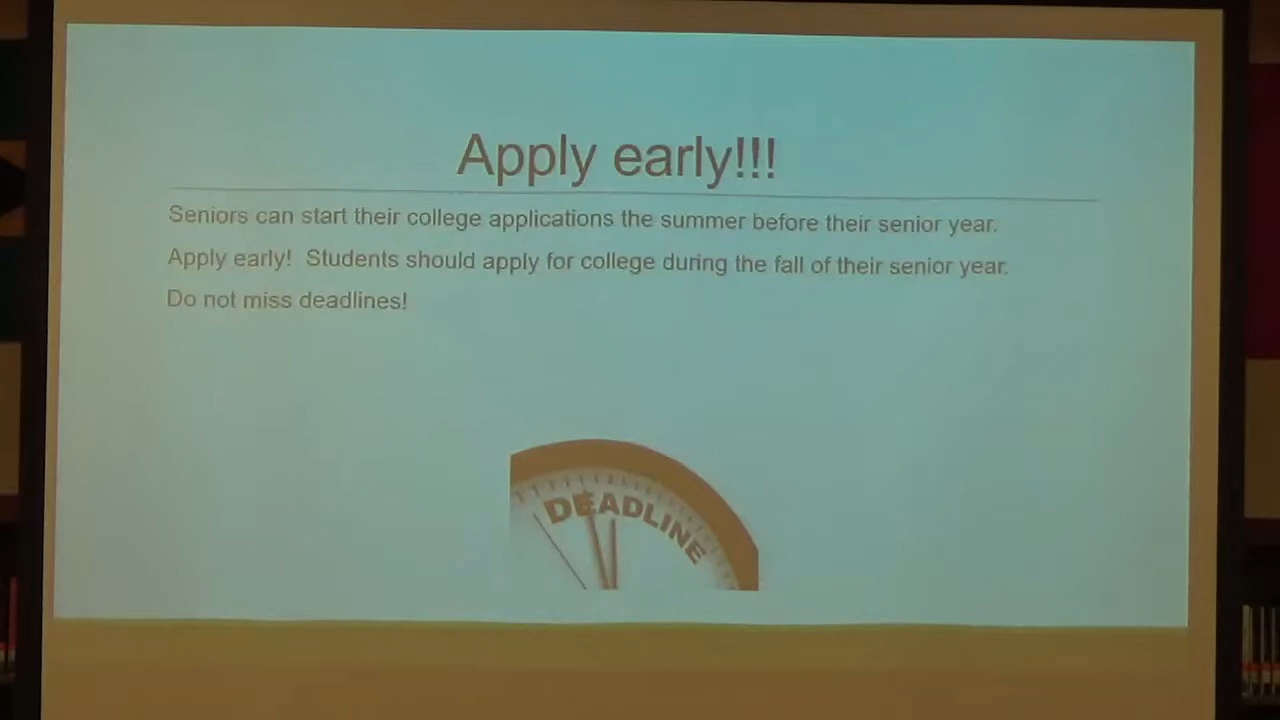 Apply early!!!
Seniors can start their college applications the summer before their senior year.
Apply early!  Students should apply for college during the fall of their senior year.
Do not miss deadlines!
DEADLINE